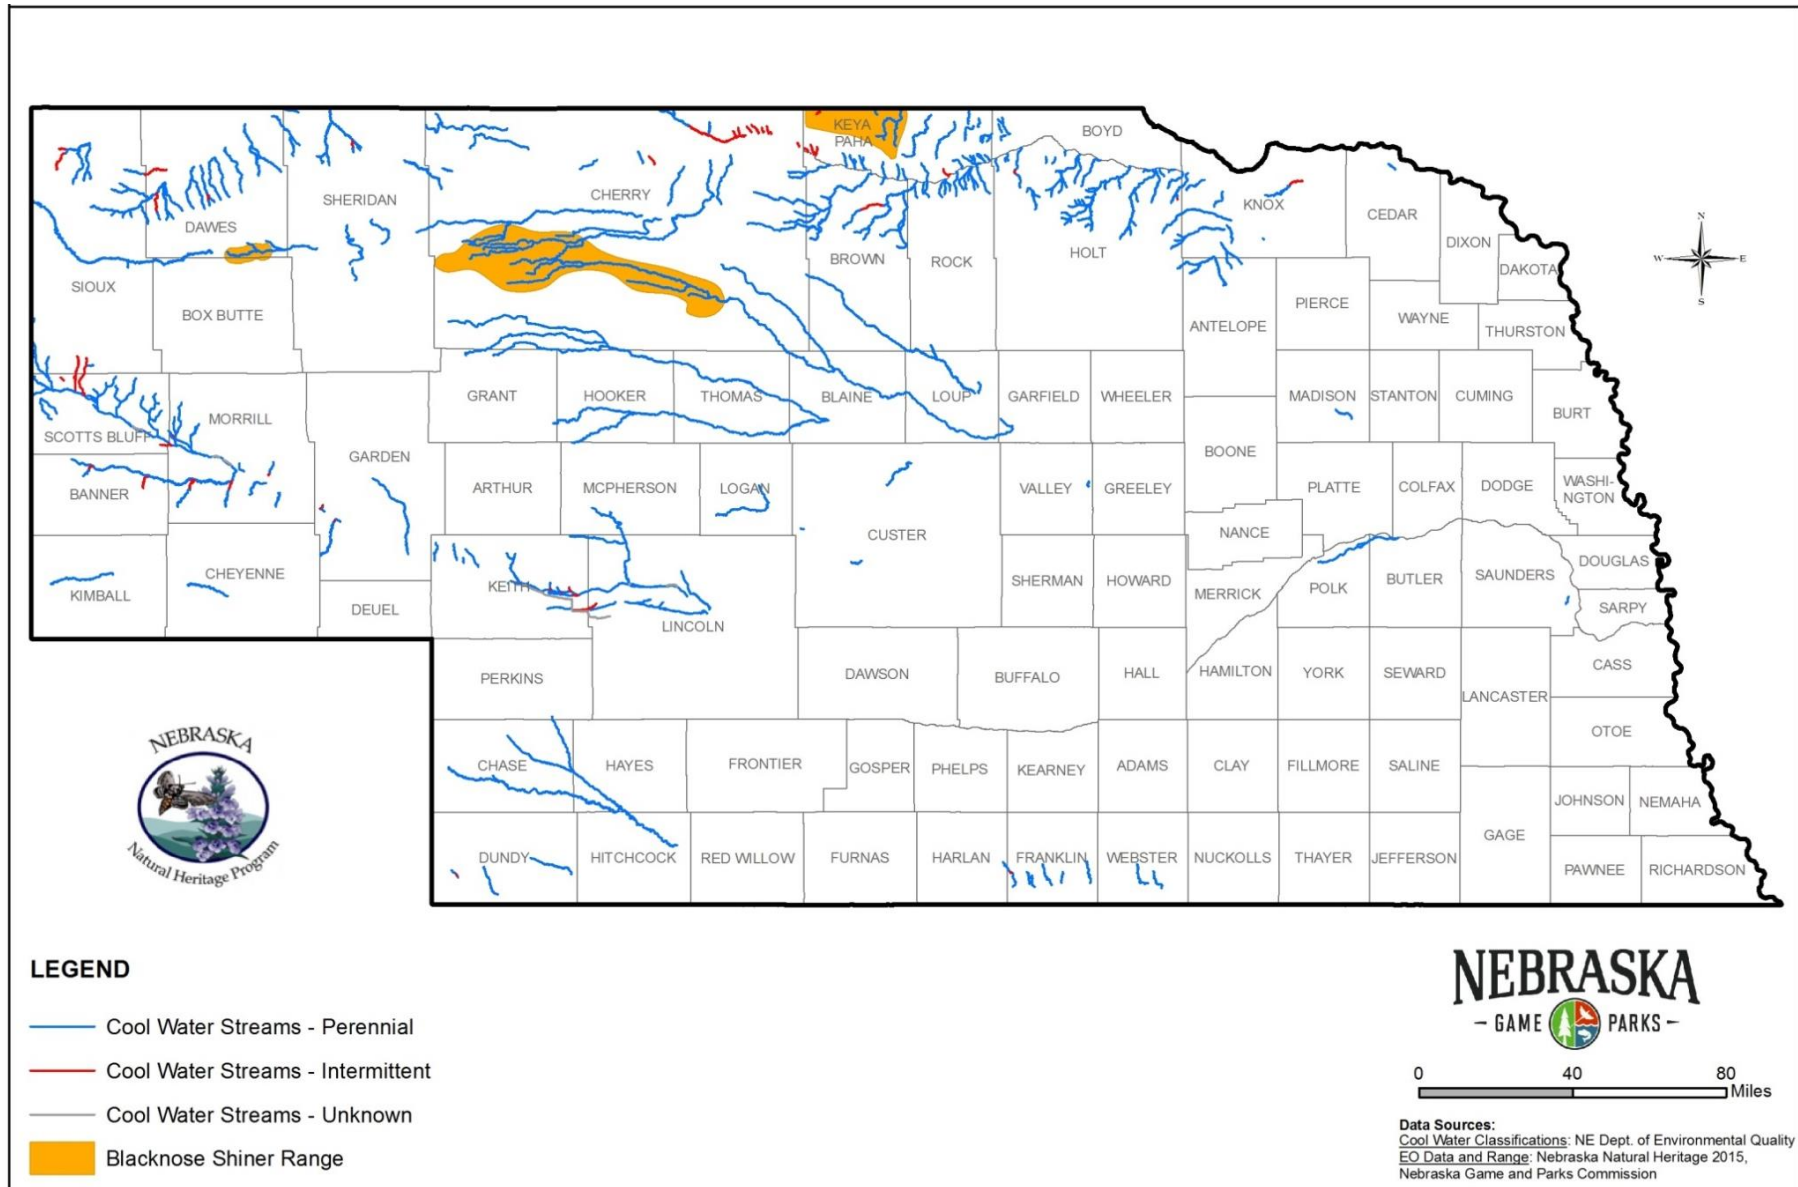 KEYA
PAHA
BOYD
CHERRY
SHERIDAN
DAWES
KNOX
CEDAR
DIXON
DAKOTA
SIOUX
BOX BUTTE
BROWN
ROCK
HOLT
PIERCE
WAYNE
THURSTON
ANTELOPE
GRANT
HOOKER
THOMAS
BLAINE
LOUP
GARFIELD
WHEELER
MADISON
STANTON
CUMING
BURT
SCOTTS BLUFF
MORRILL
GARDEN
BANNER
ARTHUR
MCPHERSON
LOGAN
CUSTER
VALLEY
GREELEY
BOONE
PLATTE
COLFAX
DODGE
WASHI-
NGTON
NANCE
KIMBALL
CHEYENNE
DEUEL
KEITH
LINCOLN
SHERMAN
HOWARD
MERRICK
POLK
BUTLER
SAUNDERS
DOUGLAS
SARPY
PERKINS
DAWSON
BUFFALO
HALL
HAMILTON
YORK
SEWARD
LANCASTER
CASS
OTOE
CHASE
HAYES
FRONTIER
GOSPER
PHELPS
KEARNEY
ADAMS
CLAY
FILLMORE
SALINE
GAGE
JOHNSON
NEMAHA
DUNDY
HITCHCOCK
RED WILLOW
FURNAS
HARLAN
FRANKLIN
WEBSTER
NUCKOLLS
THAYER
JEFFERSON
PAWNEE
RICHARDSON
N
W E
S
NEBRASKA
Natural Heritage Program
LEGEND
Cool Water Streams - Perennial
Cool Water Streams - Intermittent
Cool Water Streams - Unknown
Blacknose Shiner Range
NEBRASKA
- GAME PARKS -
0 40 80
Miles
Data Sources:
Cool Water Classifications: NE Dept. of Environmental Quality
EO Data and Range: Nebraska Natural Heritage 2015,
Nebraska Game and Parks Commission